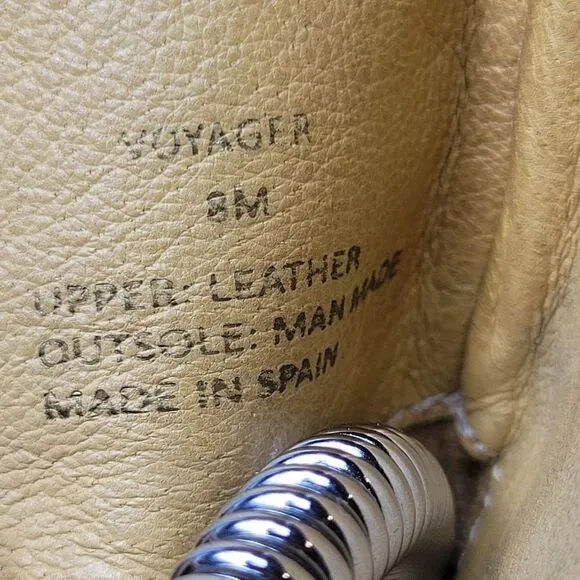 VOYAGER
8M
UPPER: LEATHER
OUTSOLE: MAN MADE
MADE IN SPAIN